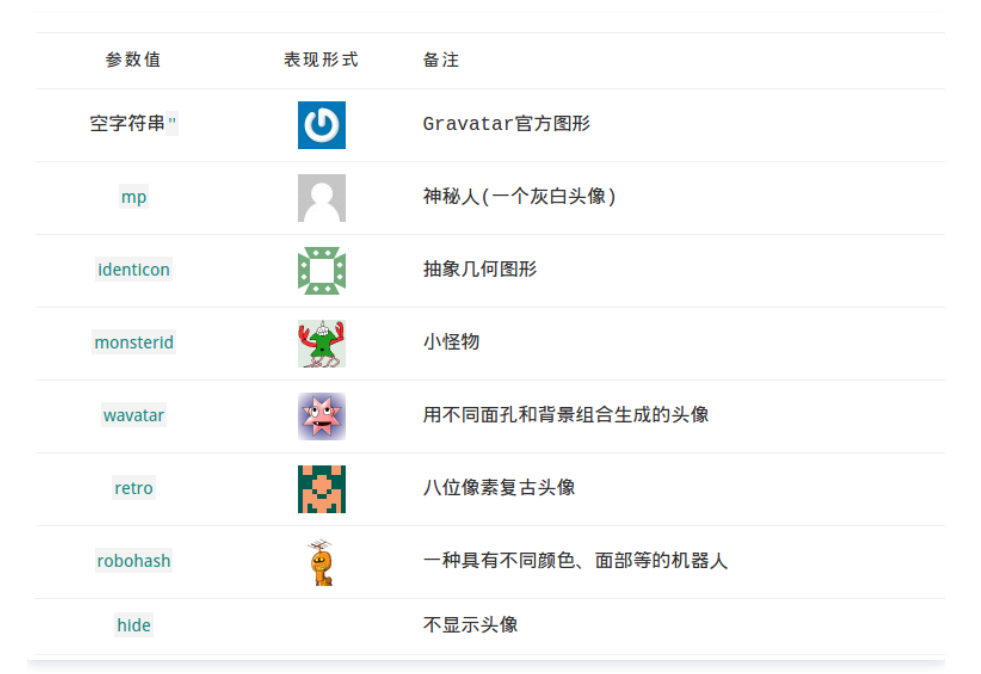 参数值 表现形式 备注
空字符串'' Gravatar官方图形
mp 神秘人(一个灰白头像)
identicon 抽象几何图形
monsterid 小怪物
wavatar 用不同面孔和背景组合生成的头像
retro 八位像素复古头像
robohash 一种具有不同颜色、面部等的机器人
hide 不显示头像